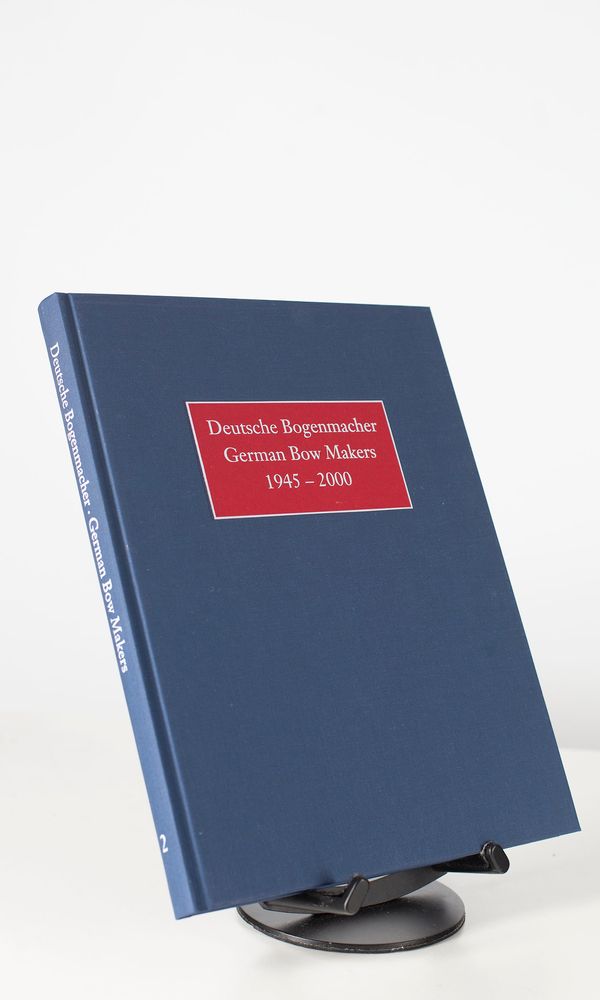 Deutsche Bogenmacher
German Bow Makers
1945 – 2000
Deutsche Bogenmacher · German Bow Makers
2